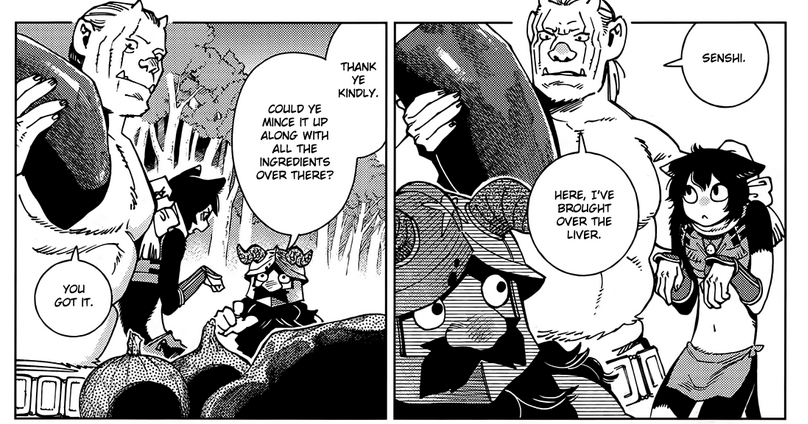 SENSHI.
HERE, I'VE
BROUGHT
OVER THE
LIVER.
THANK
YE
KINDLY.
COULD YE
MINCE IT UP
ALONG WITH
ALL THE
INGREDIENTS
OVER THERE?
YOU
GOT IT.